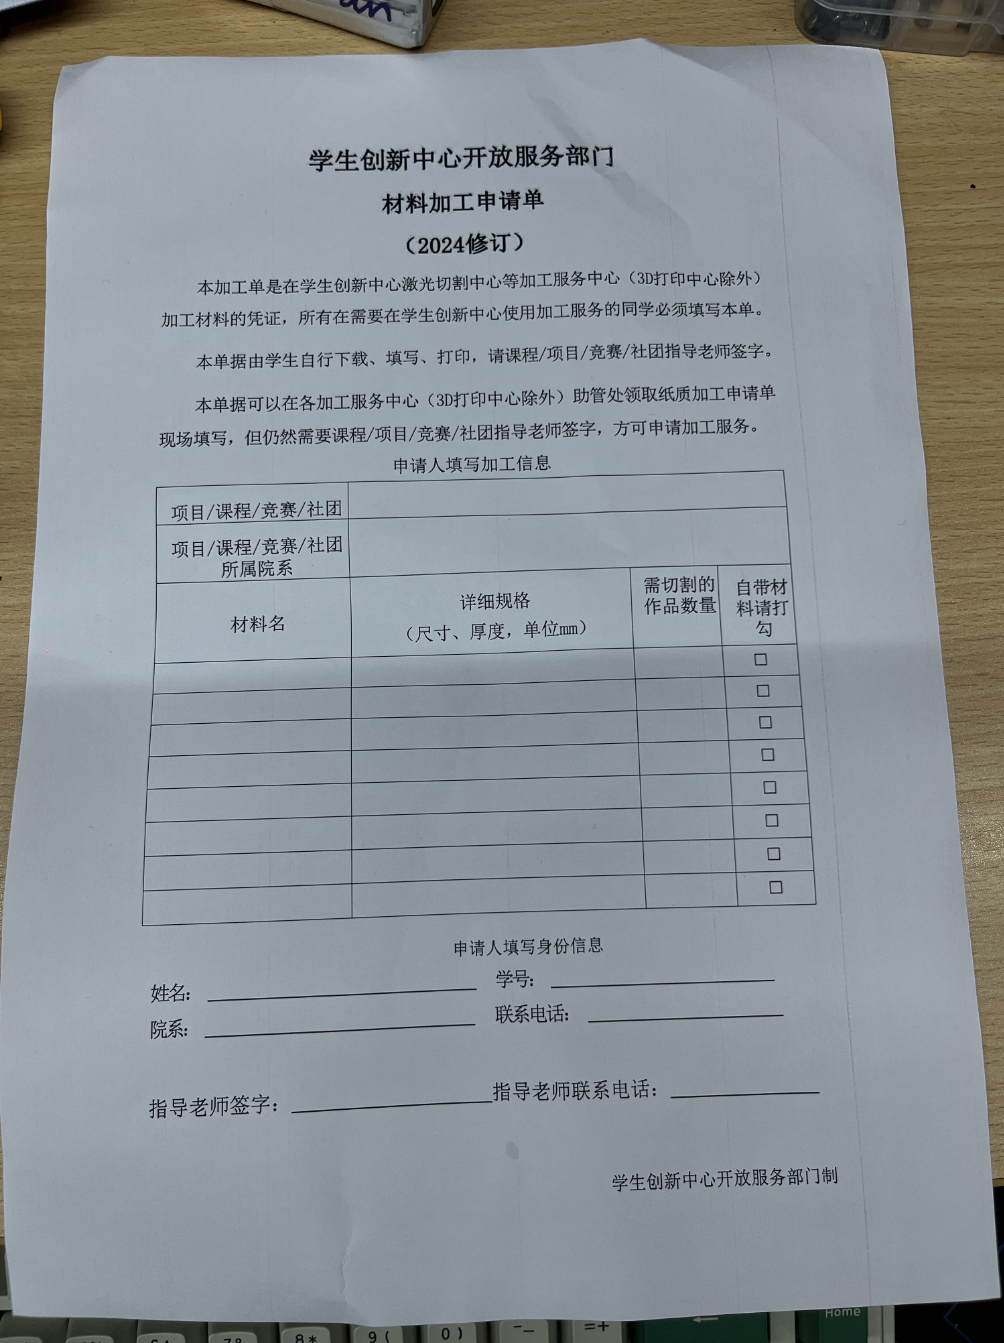 学生创新中心开放服务部门
材料加工申请单
（2024修订）
本加工单是在学生创新中心激光切割中心等加工服务中心（3D打印中心除外）
加工材料的凭证，所有在需要在学生创新中心使用加工服务的同学必须填写本单。
本单据由学生自行下载、填写、打印，请课程/项目/竞赛/社团指导老师签字。
本单据可以在各加工服务中心（3D打印中心除外）助管处领取纸质加工申请单
现场填写，但仍然需要课程/项目/竞赛/社团指导老师签字，方可申请加工服务。
申请人填写加工信息
项目/课程/竞赛/社团
项目/课程/竞赛/社团
所属院系
材料名
详细规格
（尺寸、厚度，单位mm）
需切割的
作品数量
自带材
料请打
勾
□
□
□
□
□
□
□
□
申请人填写身份信息
姓名： 学号：
院系： 联系电话：
指导老师签字： 指导老师联系电话：
学生创新中心开放服务部门制
7& 8* 9( 0) -_ =+ Home